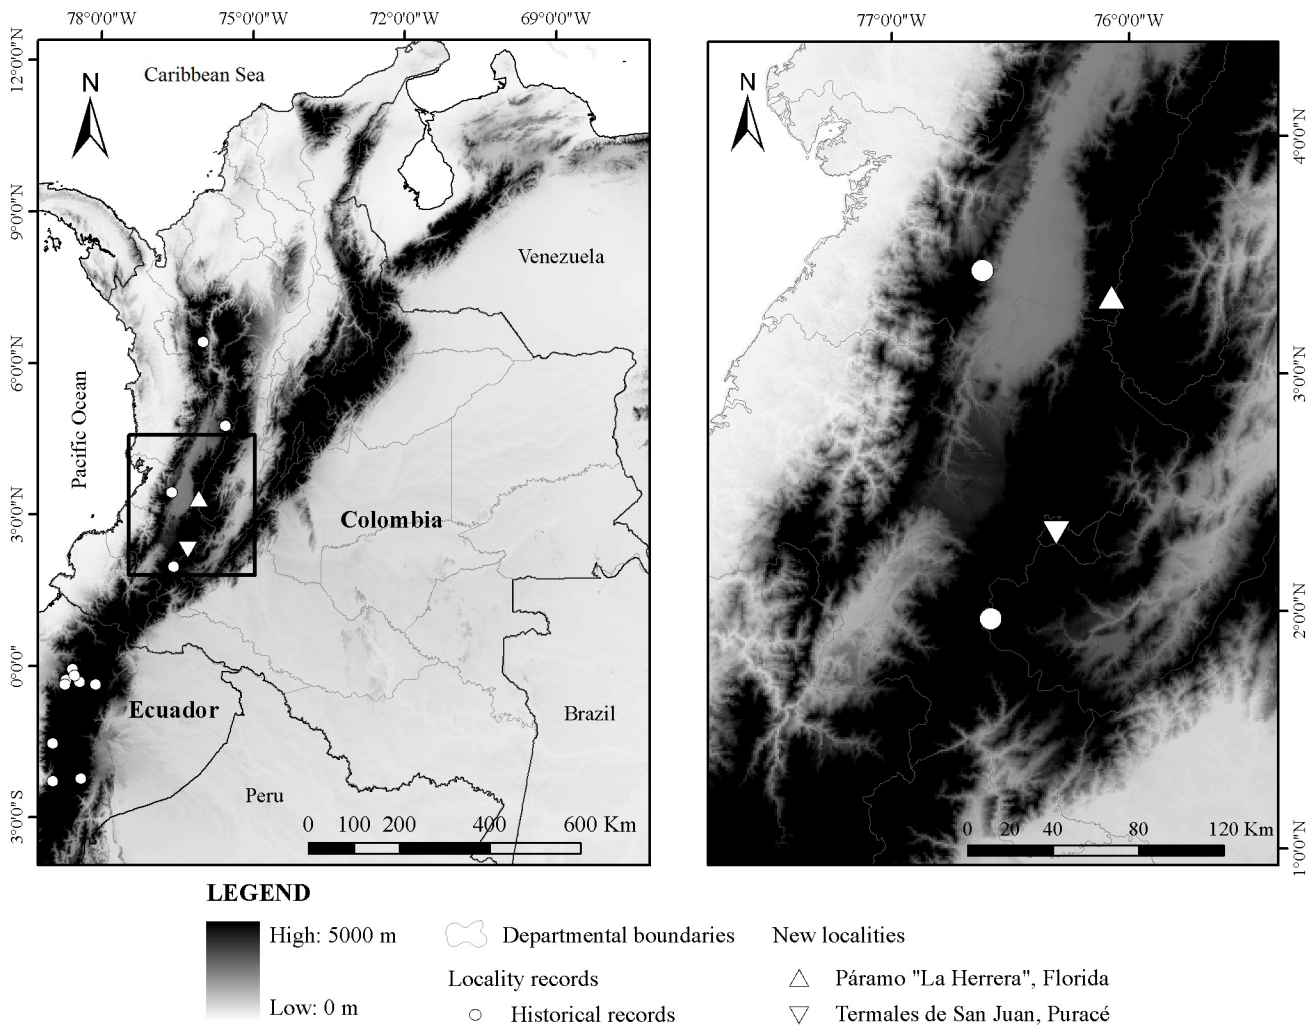 78°0'0"W 75°0'0"W 72°0'0"W 69°0'0"W
77°0'0"W 76°0'0"W
12°0'0"N
9°0'0"N
6°0'0"N
3°0'0"N
0°0'0"
3°0'0"S
N
Caribbean Sea
Venezuela
Pacific Ocean
Colombia
Ecuador
Brazil
Peru
0 100 200 400 600 Km
N
4°0'0"N
3°0'0"N
2°0'0"N
1°0'0"N
0 20 40 80 120 Km
LEGEND
High: 5000 m
Low: 0 m
Departmental boundaries
Locality records
Historical records
New localities
Páramo "La Herrera", Florida
Termales de San Juan, Puracé